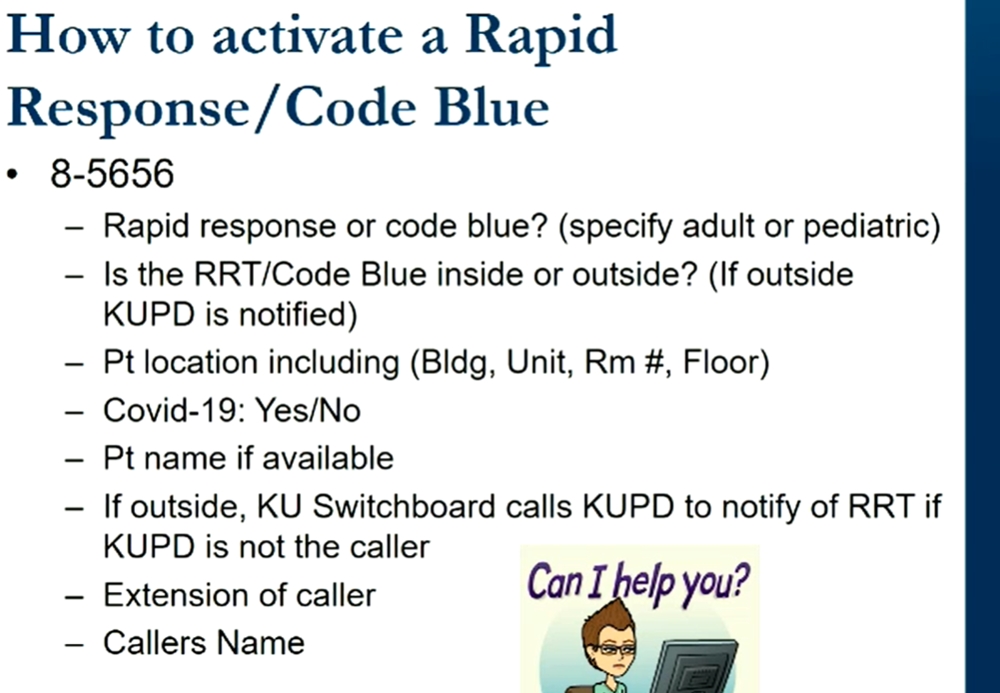 How to activate a Rapid
Response/Code Blue
• 8-5656
– Rapid response or code blue? (specify adult or pediatric)
– Is the RRT/Code Blue inside or outside? (If outside
KUPD is notified)
– Pt location including (Bldg, Unit, Rm #, Floor)
– Covid-19: Yes/No
– Pt name if available
– If outside, KU Switchboard calls KUPD to notify of RRT if
KUPD is not the caller
– Extension of caller
– Callers Name
Can I help you?